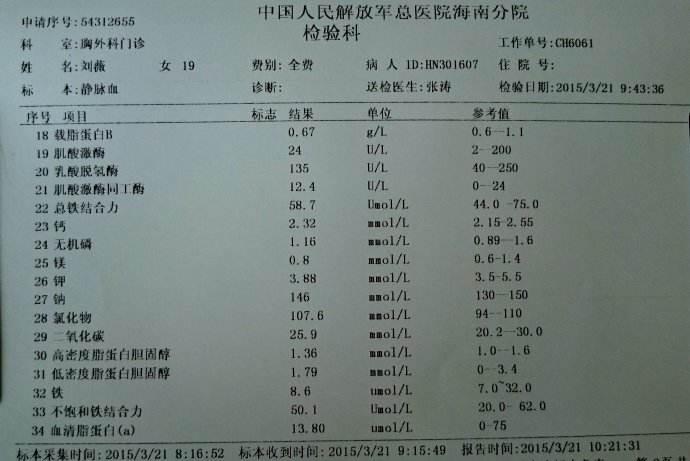 中国人民解放军总医院海南分院
申请序号:54312655
检验科
科 室:胸外科门诊 工作单号:CH6061
姓 名:刘薇 女 19 费别:全费 病 人 ID:HN301607 住 院 号:
标 本:静脉血 诊断: 送检医生:张涛 检验日期:2015/3/21 9:43:36
序号 项目 标志 结果 单位 参考值
18 载脂蛋白B 0.67 g/L 0.6--1.1
19 肌酸激酶 24 U/L 2--200
20 乳酸脱氢酶 135 U/L 40--250
21 肌酸激酶同工酶 12.4 U/L 0--24
22 总铁结合力 58.7 Umol/L 44.0 -75.0
23 钙 2.32 mmol/L 2.15-2.55
24 无机磷 1.16 mmol/L 0.89--1.6
25 镁 0.8 mmol/L 0.6-1.4
26 钾 3.88 mmol/L 3.5-5.5
27 钠 146 mmol/L 130--150
28 氯化物 107.6 mmol/L 94--110
29 二氧化碳 25.9 mmol/L 20.2--30.0
30 高密度脂蛋白胆固醇 1.36 mmol/L 1.0--1.6
31 低密度脂蛋白胆固醇 1.79 mmol/L 0--3.4
32 铁 8.6 umol/L 7.0~32.0
33 不饱和铁结合力 50.1 Umol/L 20.0- 62.0
34 血清脂蛋白(a) 13.80 umol/L 0-75
标本采集时间:2015/3/21 8:16:52 标本收到时间:2015/3/21 9:15:49 报告时间:2015/3/21 10:21:31